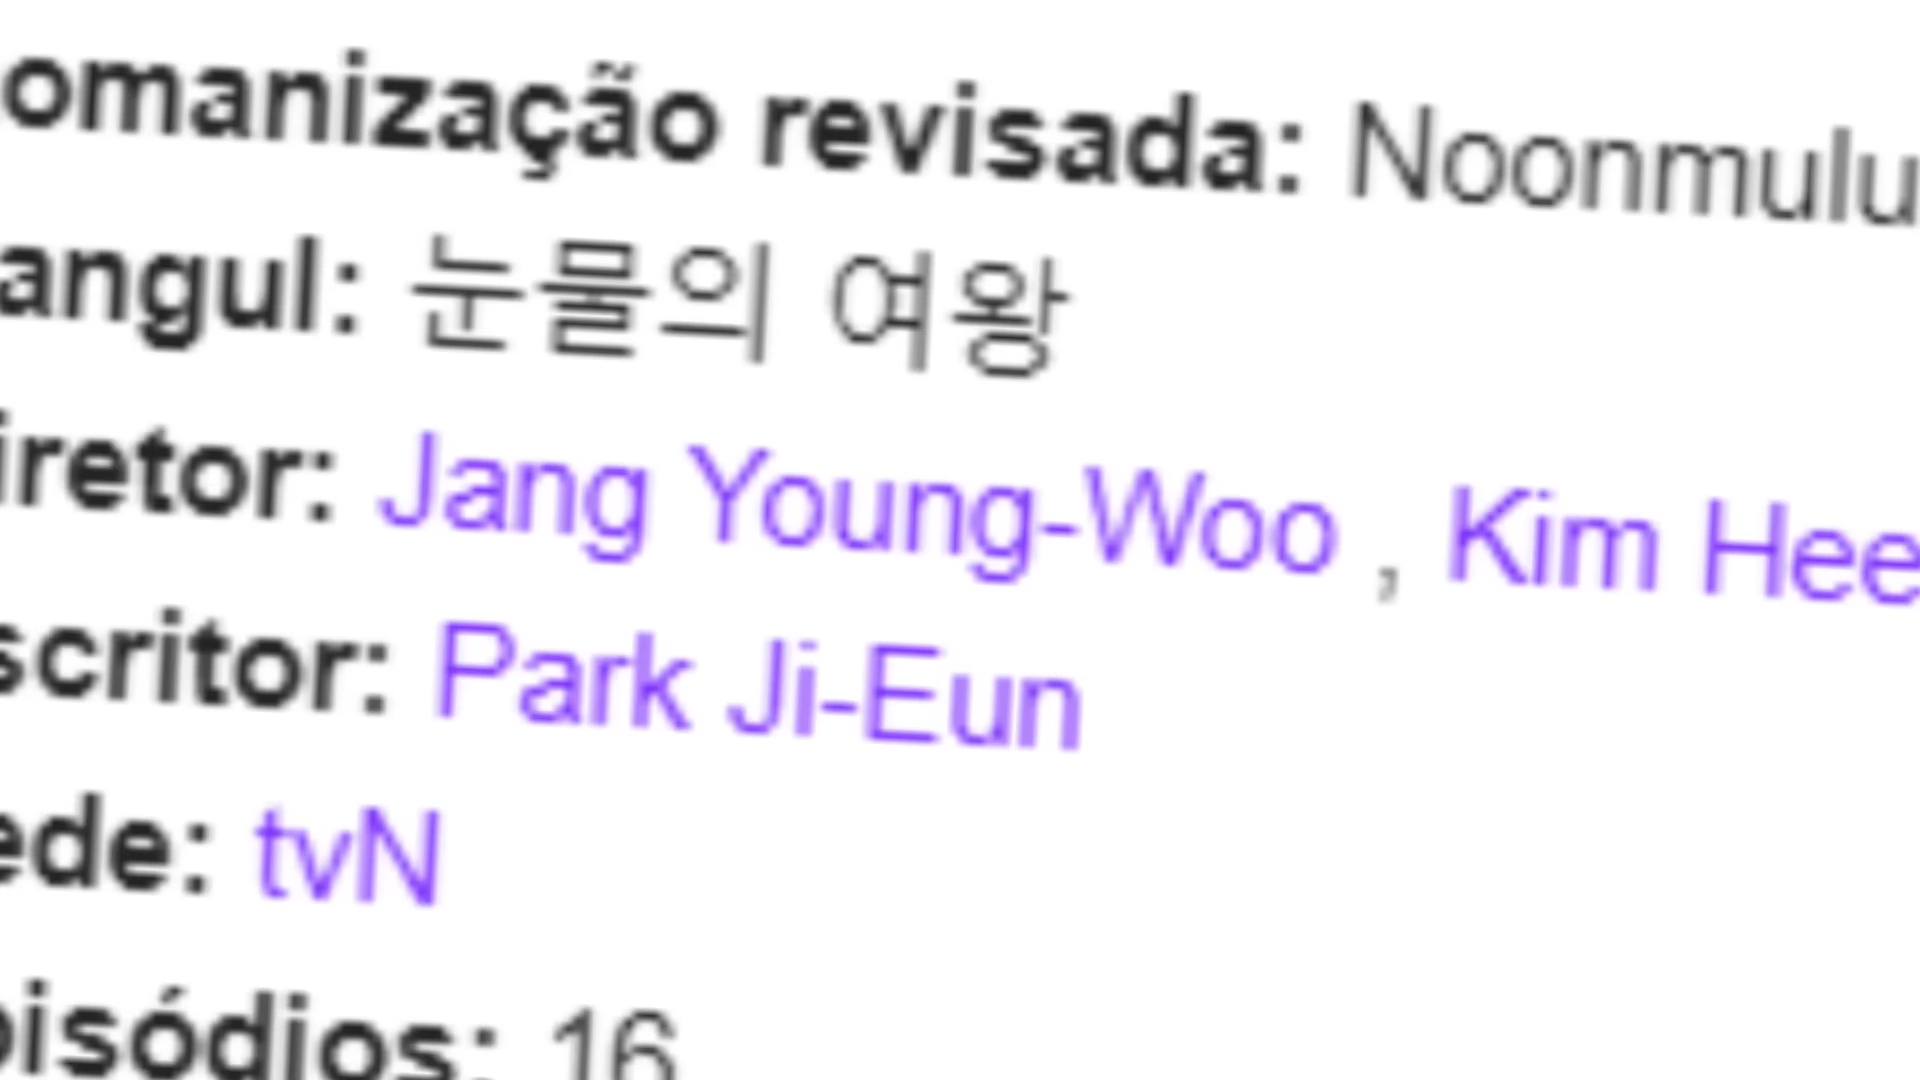 omanização revisada: Noonmulu
angul: 눈물의 여왕
iretor: Jang Young-Woo , Kim Hee
scritor: Park Ji-Eun
ede: tvN
pisódios: 16